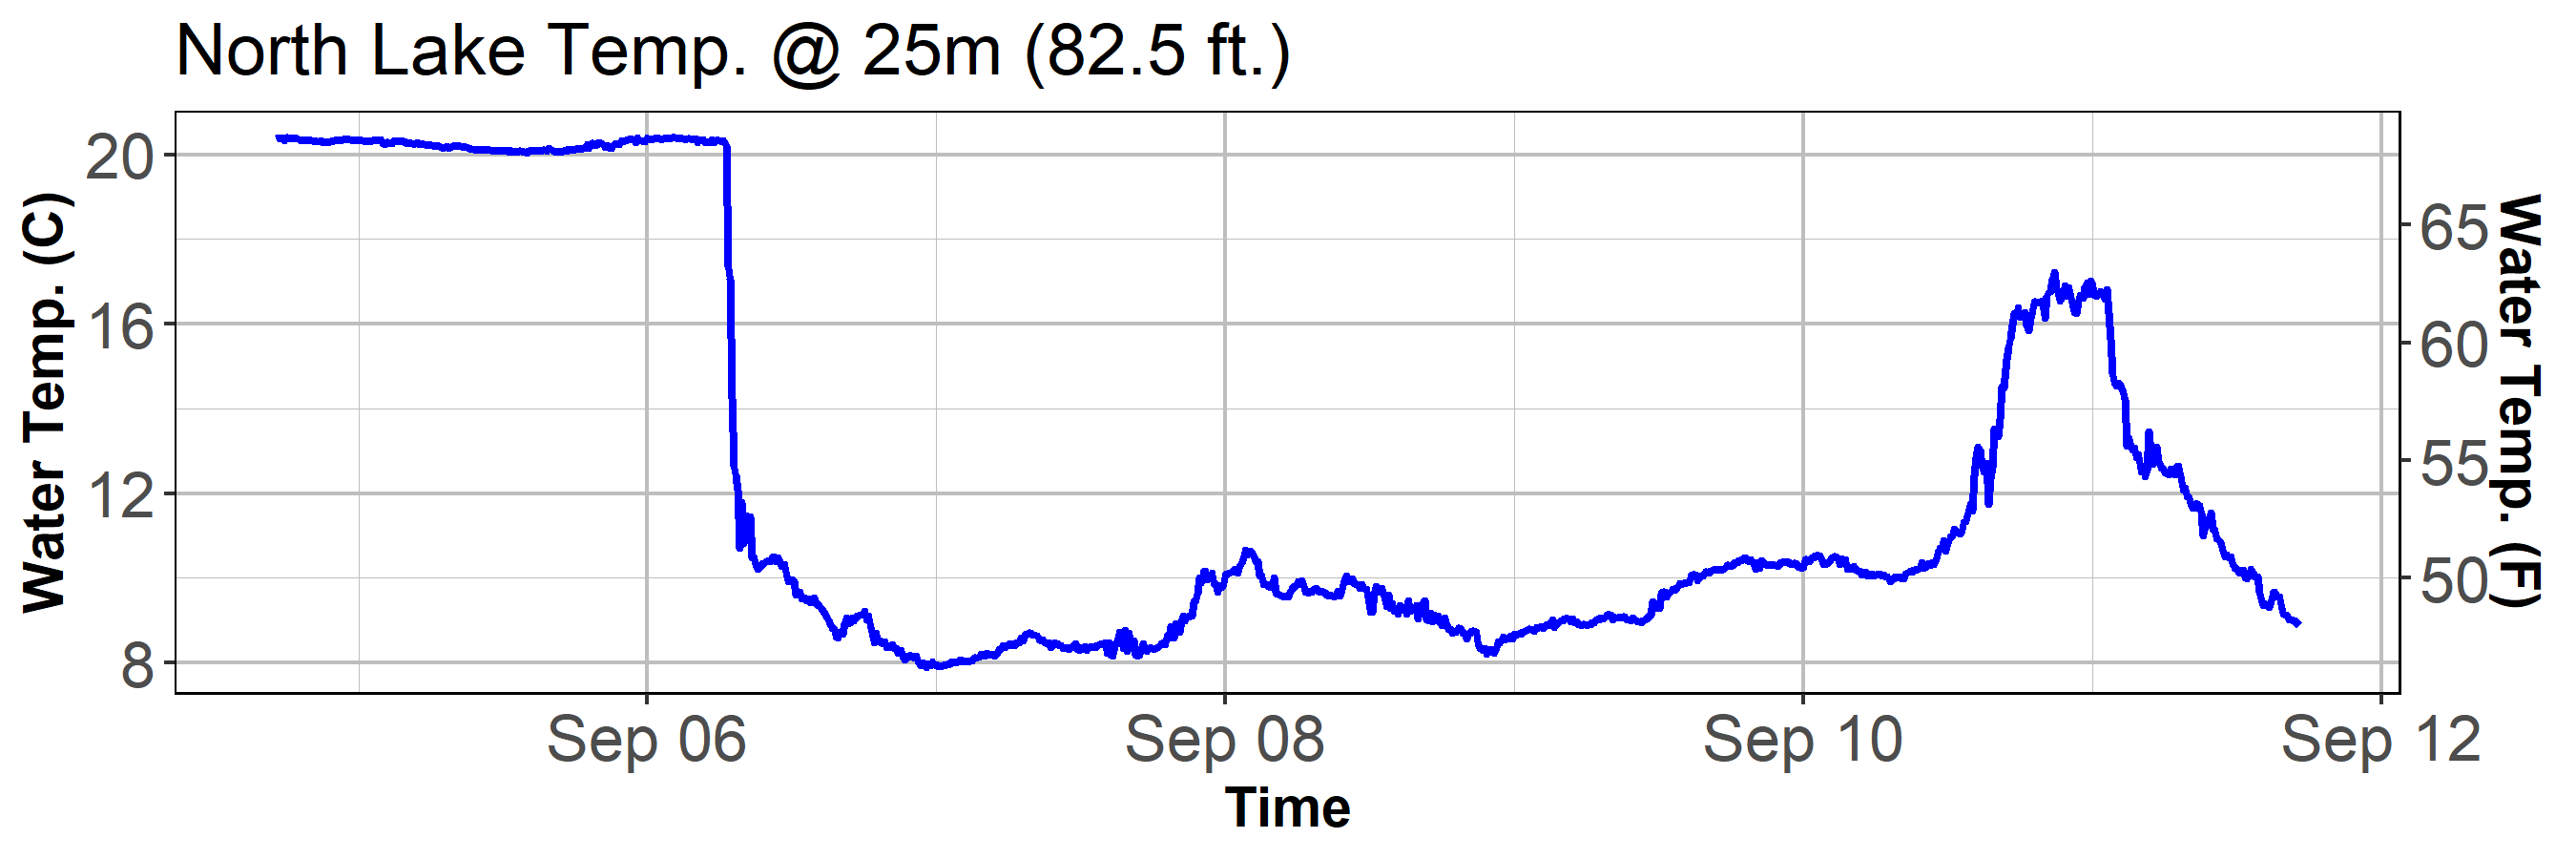 North Lake Temp. @ 25m (82.5 ft.)
Water Temp. (C)
20
16
12
8
65
60
55
50
Water Temp. (F)
Sep 06 Sep 08 Sep 10 Sep 12
Time